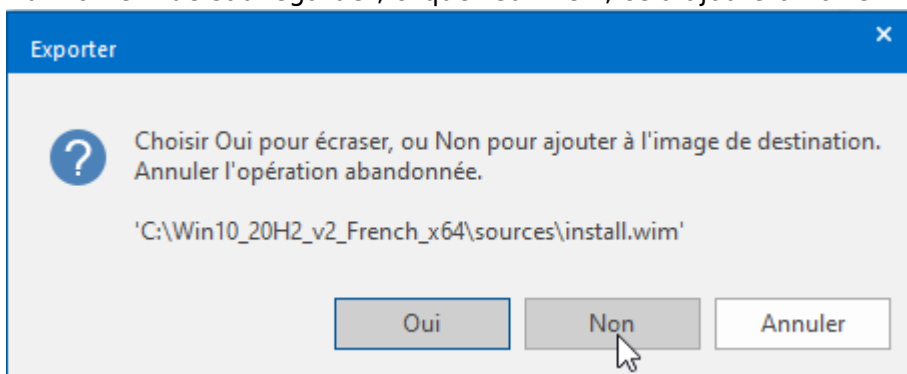 Exporter
Choisir Oui pour écraser, ou Non pour ajouter à l'image de destination.
Annuler l'opération abandonnée.
'C:\Win10_20H2_v2_French_x64\sources\install.wim'
Oui Non Annuler